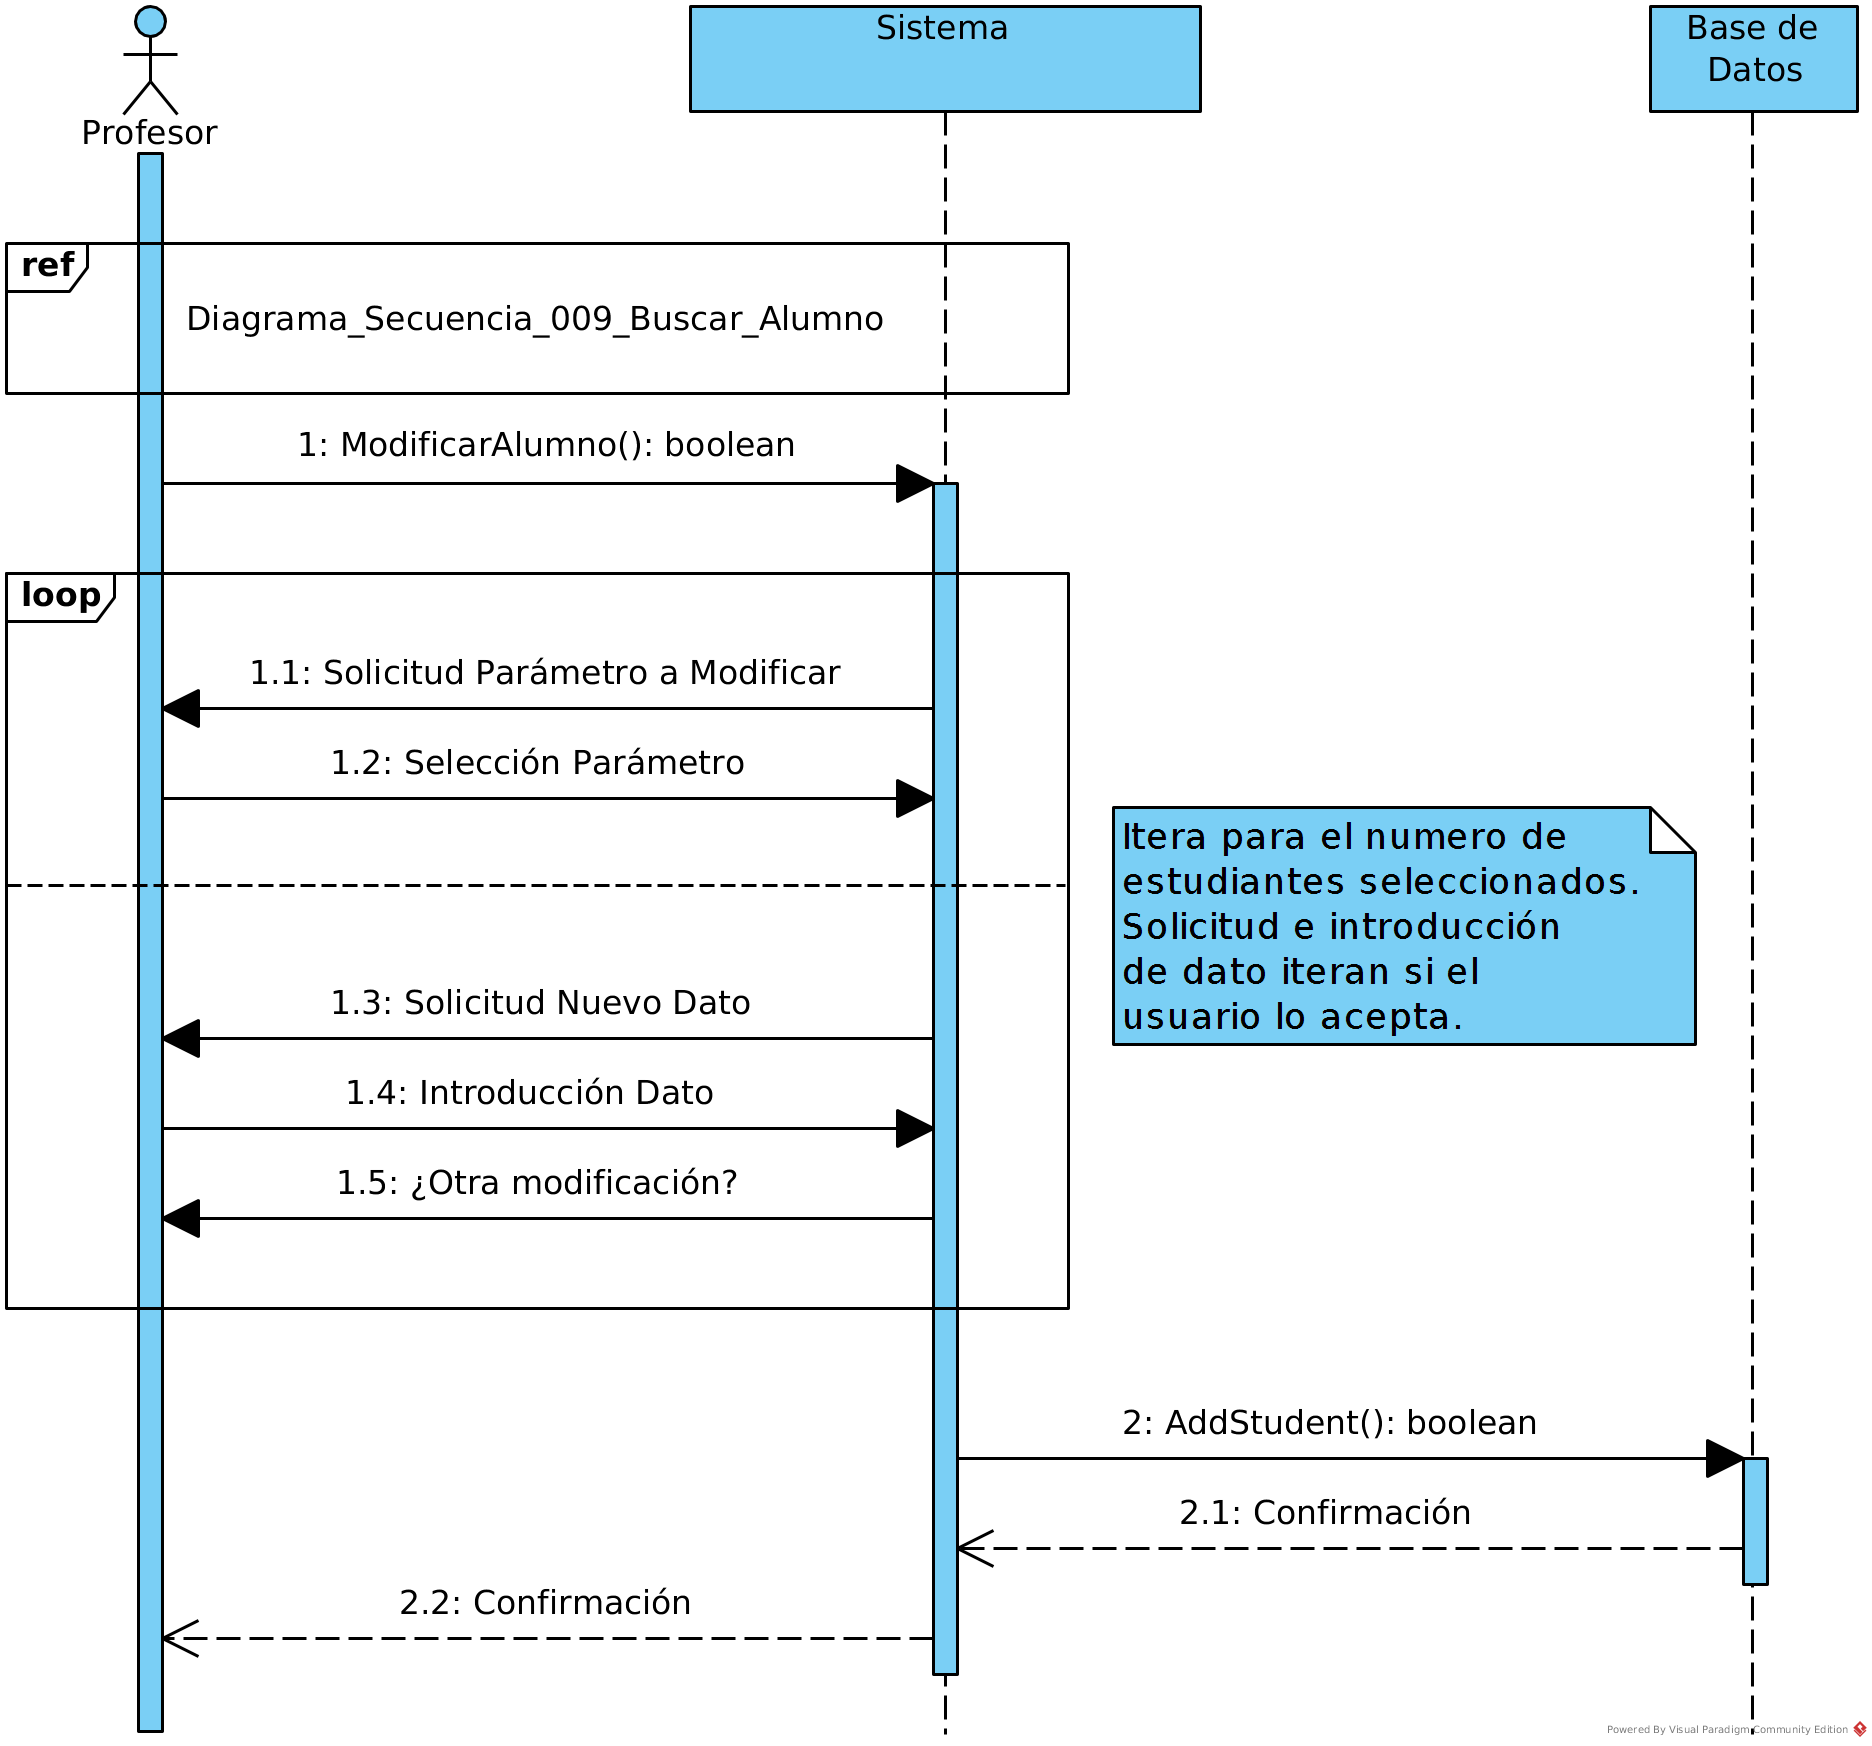 Profesor
Sistema
Base de
Datos
ref
Diagrama_Secuencia_009_Buscar_Alumno
1: ModificarAlumno(): boolean
loop
1.1: Solicitud Parámetro a Modificar
1.2: Selección Parámetro
Itera para el numero de
estudiantes seleccionados.
Solicitud e introducción
de dato iteran si el
usuario lo acepta.
1.3: Solicitud Nuevo Dato
1.4: Introducción Dato
1.5: ¿Otra modificación?
2: AddStudent(): boolean
2.1: Confirmación
2.2: Confirmación
Powered By Visual Paradigm Community Edition